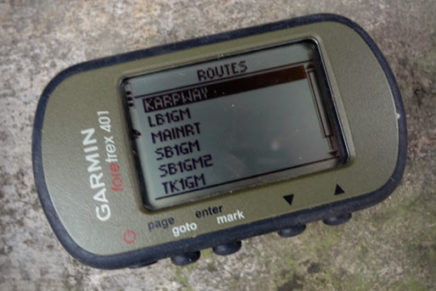 GARMIN
foretrex 401
ROUTES
KARPWAY
LB1GM
MAINRT
SB1GM
SB1GM2
TK1GM
page enter
goto mark